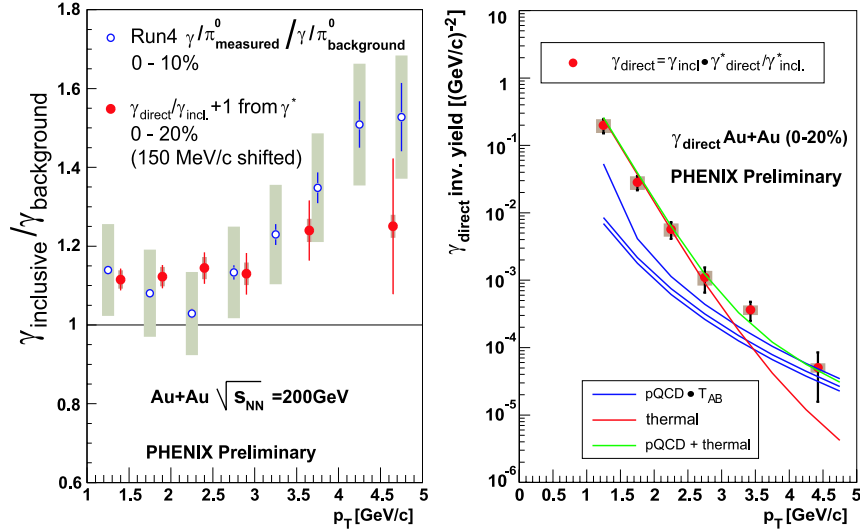 Run4 γ/π⁰measured / γ/π⁰background
0 - 10%
γdirect/γincl. +1 from γ*
0 - 20%
(150 MeV/c shifted)
γinclusive/γbackground
1.6
1.4
1.2
1
0.8
0.6
Au+Au √sNN =200GeV
PHENIX Preliminary
1 1.5 2 2.5 3 3.5 4 4.5 5
pT [GeV/c]
γdirect inv. yield [(GeV/c)⁻²]
10
1
10⁻¹
10⁻²
10⁻³
10⁻⁴
10⁻⁵
10⁻⁶
γdirect = γincl • γ*direct/γ*incl.
γdirect Au+Au (0-20%)
PHENIX Preliminary
pQCD • TAB
thermal
pQCD + thermal
0 0.5 1 1.5 2 2.5 3 3.5 4 4.5 5
pT [GeV/c]